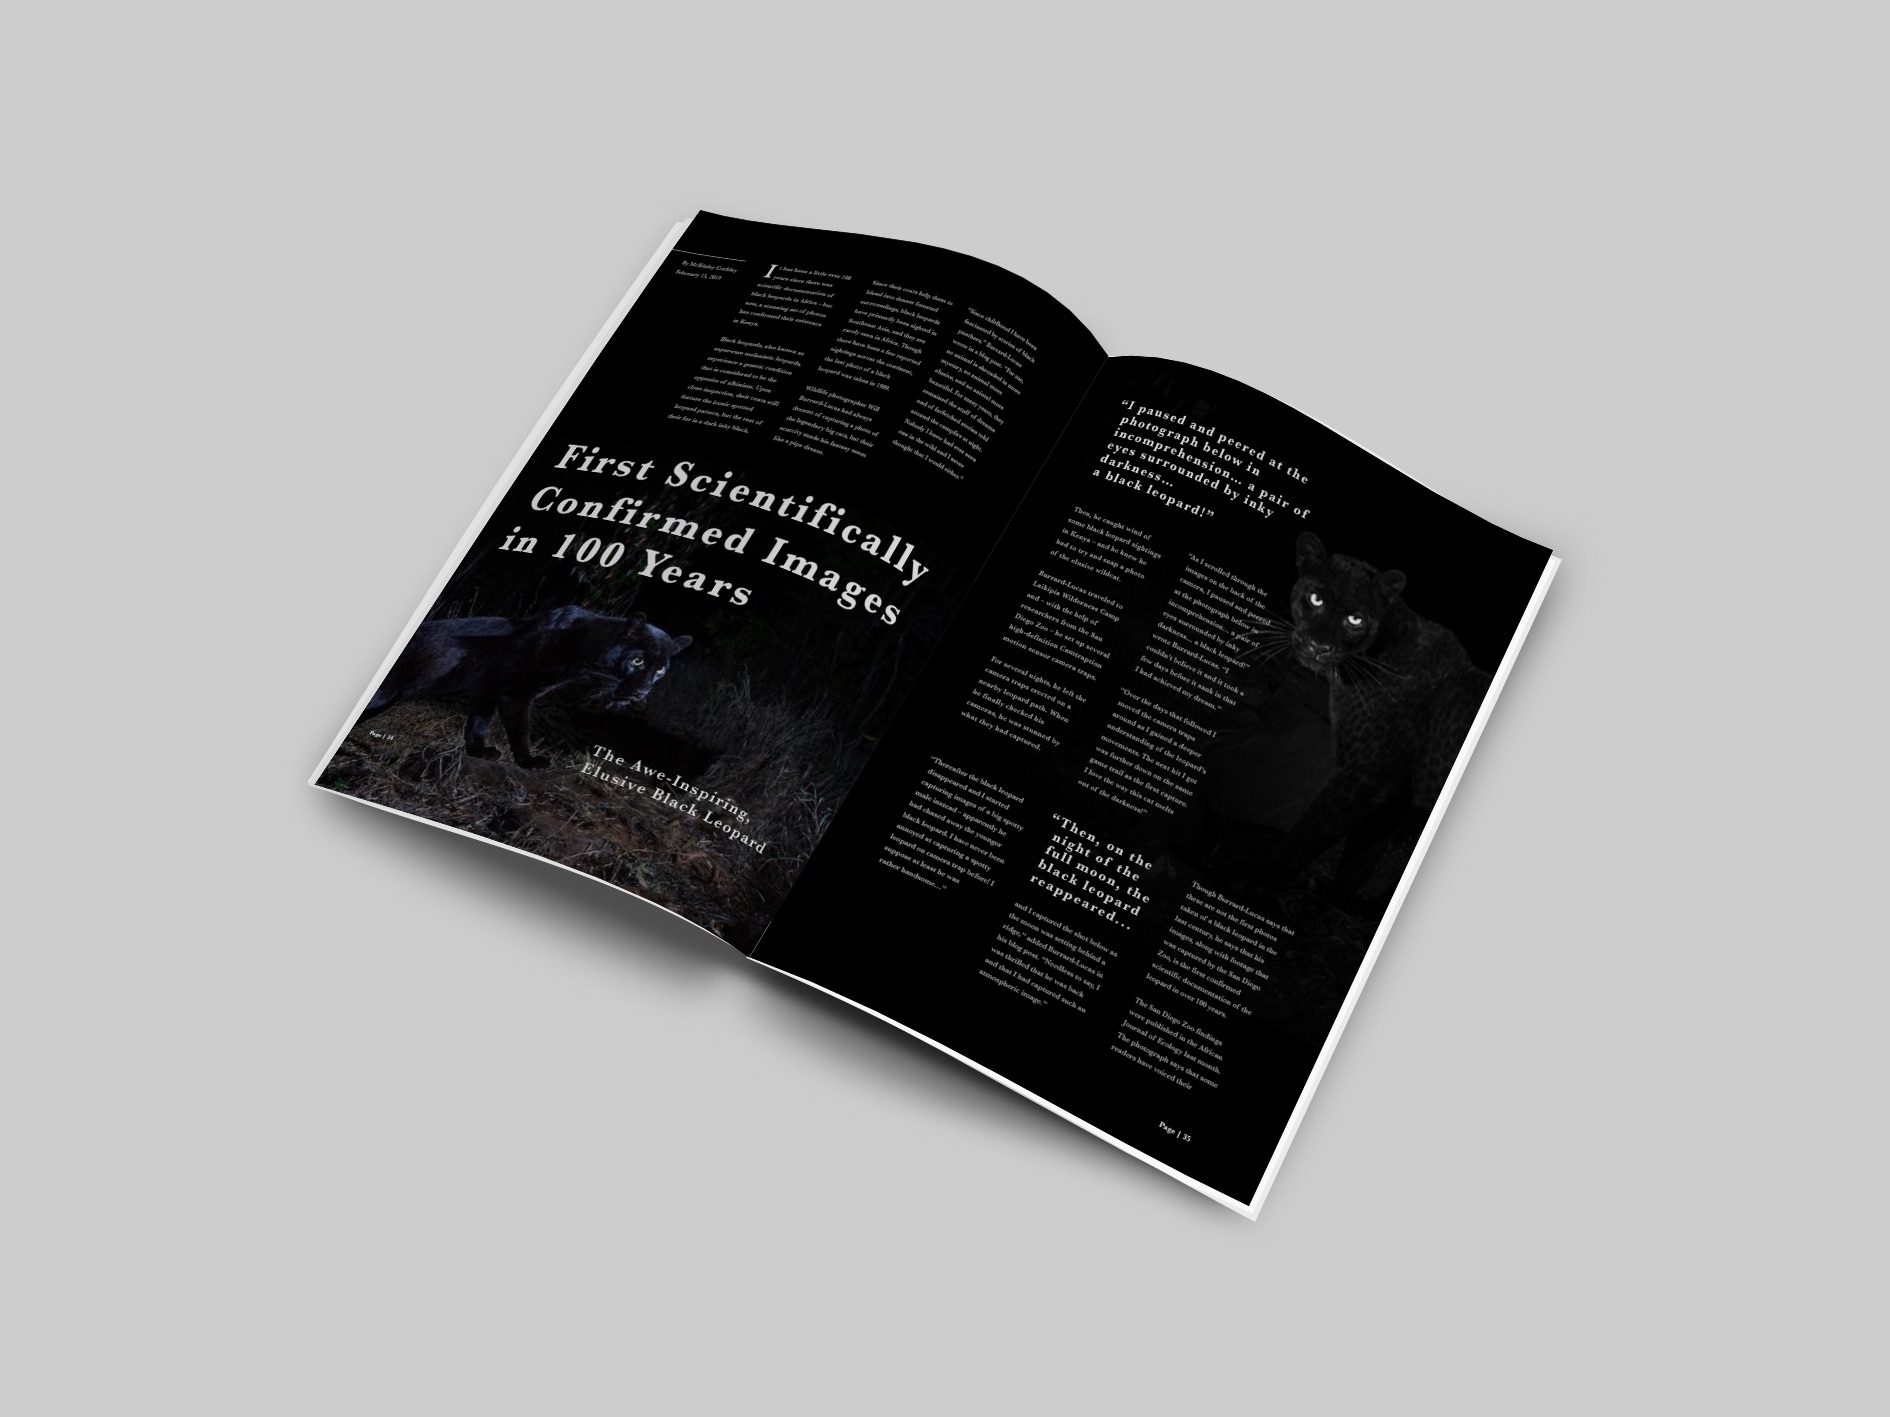 By McKinley Corbley
February 15, 2019
It has been a little over 100
years since there was
scientific documentation of
black leopards in Africa – but
now, a stunning set of photos
has confirmed their existence
in Kenya.
Black leopards, also known as
super-rare melanistic leopards,
experience a genetic condition
that is considered to be the
opposite of albinism. Upon
close inspection, their coats still
feature the iconic spotted
leopard pattern, but the rest of
their fur is a dark inky black.
Since their coats help them to
blend into denser forested
surroundings, black leopards
have primarily been sighted in
Southeast Asia, and they are
rarely seen in Africa. Though
there have been a few reported
sightings across the continent,
the last photo of a black
leopard was taken in 1909.
Wildlife photographer Will
Burrard-Lucas had always
dreamt of capturing a photo of
the legendary big cats, but their
scarcity made his fantasy seem
like a pipe dream.
“Since childhood I have been
fascinated by stories of black
panthers,” Burrard-Lucas
wrote in a blog post. “For me,
no animal is shrouded in more
mystery, no animal more
elusive, and no animal more
beautiful. For many years, they
remained the stuff of dreams
and of farfetched stories told
around the campfire at night.
Nobody I knew had ever seen
one in the wild and I never
thought that I would either.”
First Scientifically
Confirmed Images
in 100 Years
The Awe-Inspiring,
Elusive Black Leopard
Page | 34
“I paused and peered at the
photograph below in
incomprehension... a pair of
eyes surrounded by inky
darkness...
a black leopard!”
Then, he caught wind of
some black leopard sightings
in Kenya – and he knew he
had to try and snap a photo
of the elusive wildcat.
Burrard-Lucas traveled to
Laikipia Wilderness Camp
and – with the help of
researchers from the San
Diego Zoo – he set up several
high-definition Camtraption
motion sensor camera traps.
For several nights, he left the
camera traps erected on a
nearby leopard path. When
he finally checked his
cameras, he was stunned by
what they had captured.
“As I scrolled through the
images on the back of the
camera, I paused and peered
at the photograph below in
incomprehension... a pair of
eyes surrounded by inky
darkness... a black leopard!”
wrote Burrard-Lucas. “I
couldn’t believe it and it took a
few days before it sank in that
I had achieved my dream.”
“Over the days that followed I
moved the camera traps
around as I gained a deeper
understanding of the leopard’s
movements. The next hit I got
was further down on the same
game trail as the first capture.
I love the way this cat melts
out of the darkness!”
“Thereafter the black leopard
disappeared and I started
capturing images of a big spotty
male instead – apparently he
had chased away the younger
black leopard. I have never been
annoyed at capturing a spotty
leopard on camera trap before! I
suppose at least he was
rather handsome...”
“Then, on the
night of the
full moon, the
black leopard
reappeared...
and I captured the shot below as
the moon was setting behind a
ridge,” added Burrard-Lucas in
his blog post. “Needless to say, I
was thrilled that he was back
and that I had captured such an
atmospheric image.”
Though Burrard-Lucas says that
these are not the first photos
taken of a black leopard in the
last century, he says that his
images, along with footage that
was captured by the San Diego
Zoo, is the first confirmed
scientific documentation of the
leopard in over 100 years.
The San Diego Zoo findings
were published in the African
Journal of Ecology last month.
The photograph says that some
readers have voiced their
Page | 35